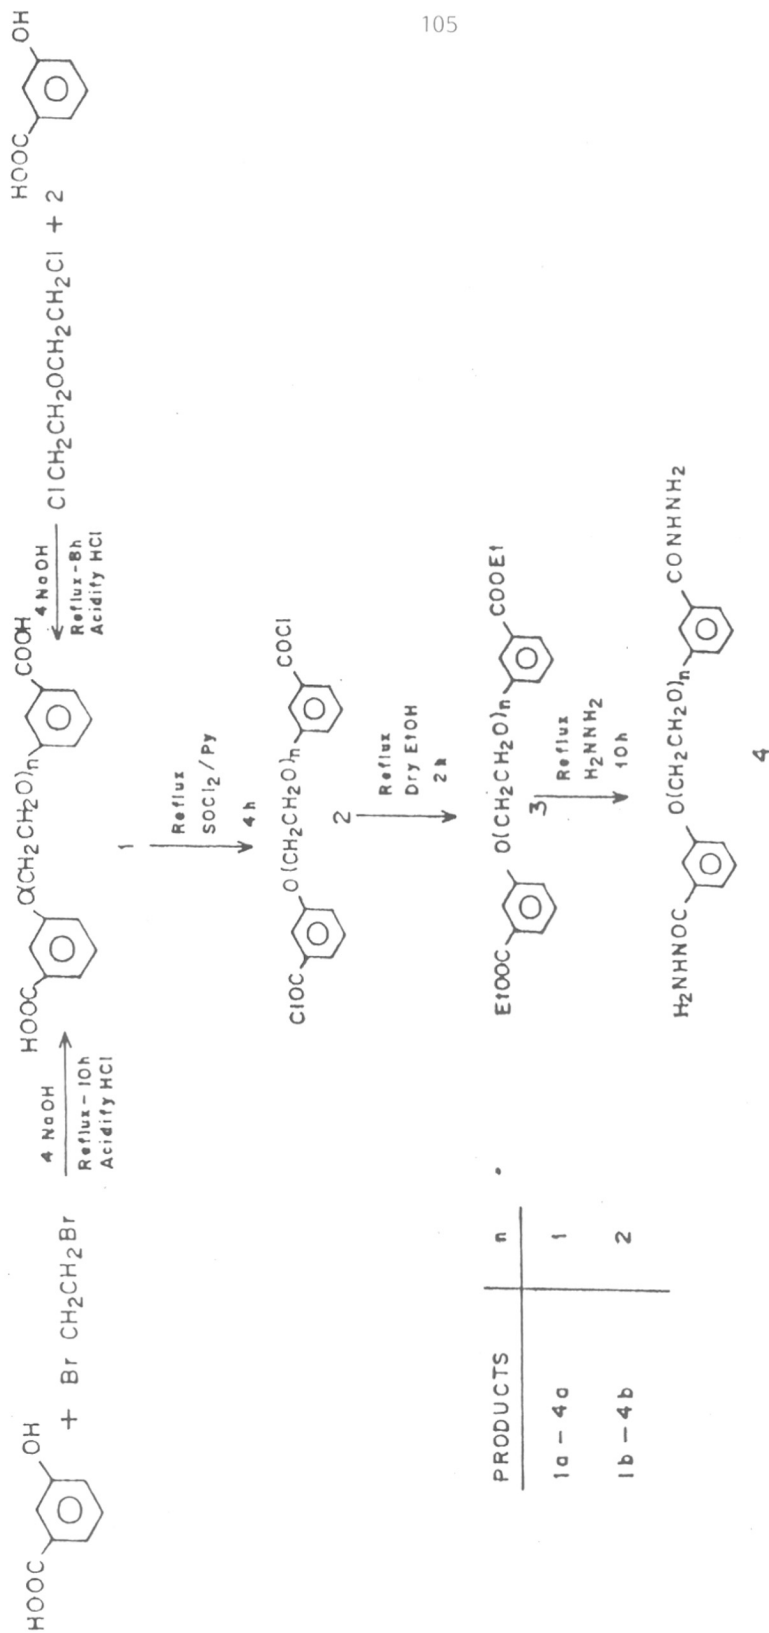 105
HOOC
OH
+ Br CH2CH2Br
4 NaOH
Reflux - 10h
Acidify HCl
HOOC
O(CH2CH2O)n
COOH
1
4 NaOH
Reflux - 8h
Acidify HCl
ClCH2CH2OCH2CH2Cl + 2
HOOC
OH
Reflux
SOCl2 / Py
4h
ClOC
O(CH2CH2O)n
COCl
2
Reflux
Dry EtOH
2h
EtOOC
O(CH2CH2O)n
COOEt
3
Reflux
H2NNH2
10h
H2NHNOC
O(CH2CH2O)n
CONHNH2
4
PRODUCTS n
1a - 4a 1
1b - 4b 2